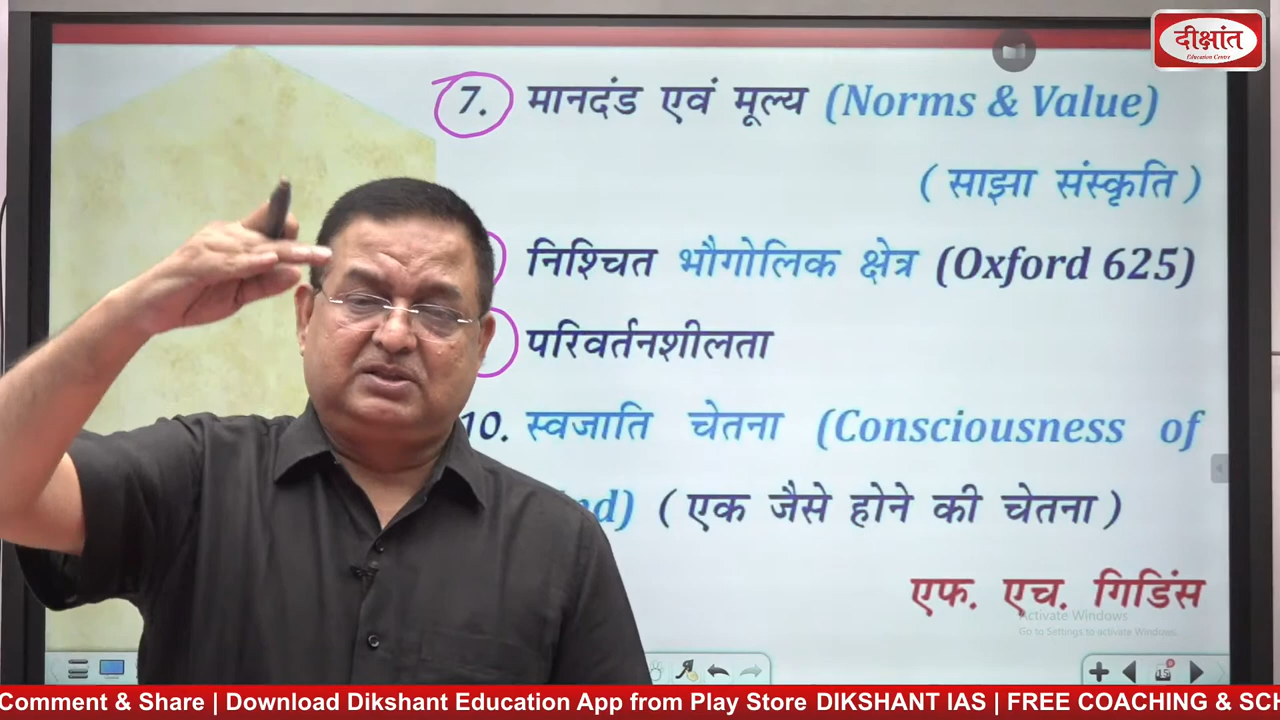 दीक्षांत
Education Centre
7. मानदंड एवं मूल्य (Norms & Value)
( साझा संस्कृति )
निश्चित भौगोलिक क्षेत्र (Oxford 625)
परिवर्तनशीलता
10. स्वजाति चेतना (Consciousness of
nd) ( एक जैसे होने की चेतना )
एफ. एच. गिडिंस
Activate Windows
Go to Settings to activate Windows.
15
Comment & Share | Download Dikshant Education App from Play Store DIKSHANT IAS | FREE COACHING & SCH